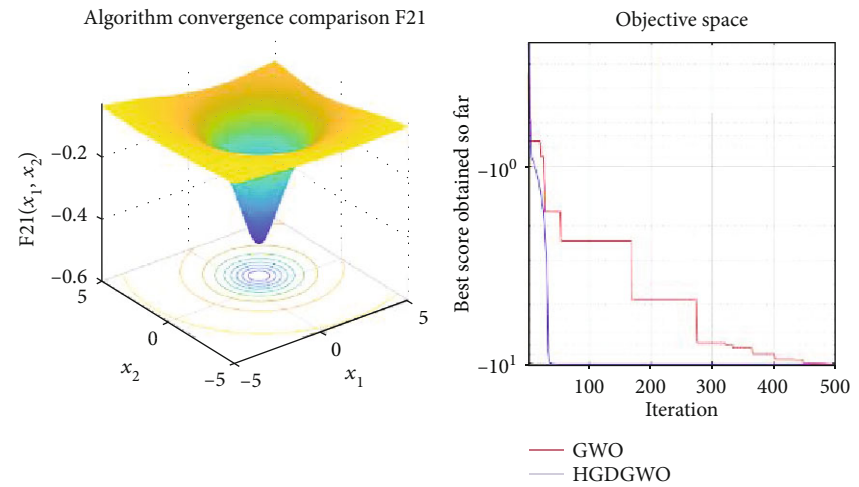 Algorithm convergence comparison F21
F21(x₁, x₂)
−0.2
−0.4
−0.6
5
0
−5
x₂
−5
0
5
x₁
Objective space
Best score obtained so far
−10⁰
−10¹
100
200
300
400
500
Iteration
GWO
HGDGWO